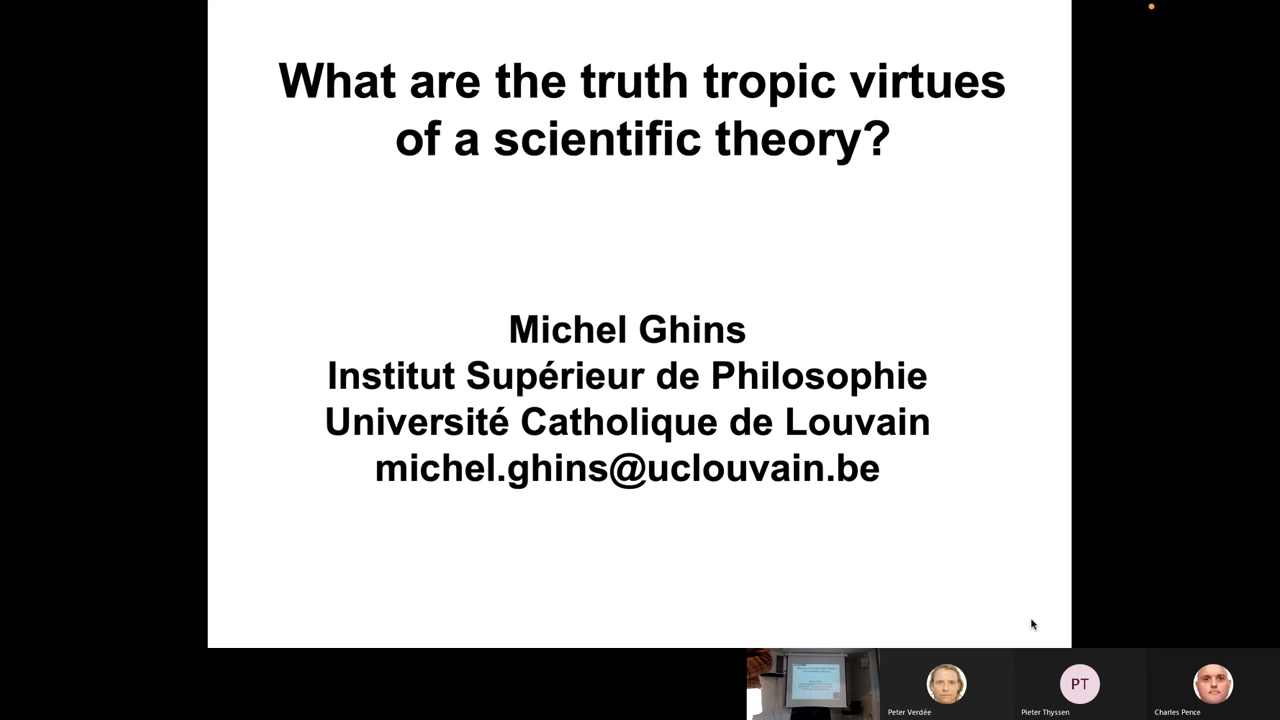 What are the truth tropic virtues
of a scientific theory?
Michel Ghins
Institut Supérieur de Philosophie
Université Catholique de Louvain
michel.ghins@uclouvain.be
PT
Peter Verdée
Pieter Thyssen
Charles Pence